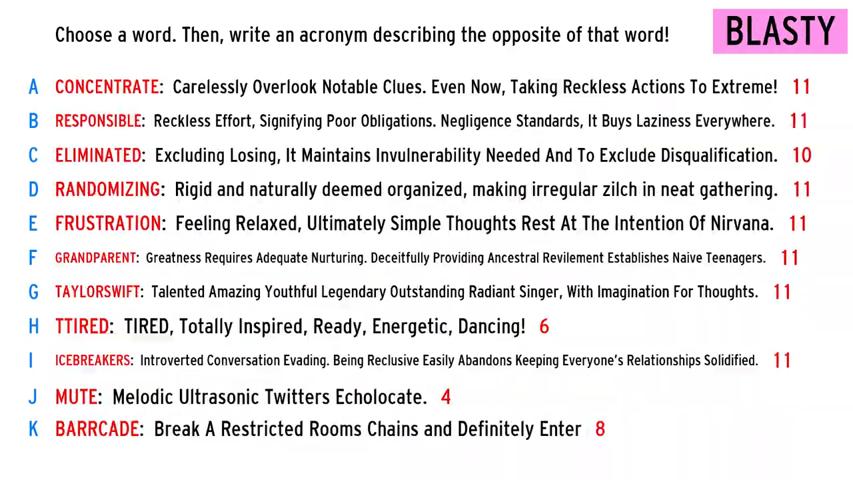 Choose a word. Then, write an acronym describing the opposite of that word!
BLASTY
A CONCENTRATE: Carelessly Overlook Notable Clues. Even Now, Taking Reckless Actions To Extreme! 11
B RESPONSIBLE: Reckless Effort, Signifying Poor Obligations. Negligence Standards, It Buys Laziness Everywhere. 11
C ELIMINATED: Excluding Losing, It Maintains Invulnerability Needed And To Exclude Disqualification. 10
D RANDOMIZING: Rigid and naturally deemed organized, making irregular zilch in neat gathering. 11
E FRUSTRATION: Feeling Relaxed, Ultimately Simple Thoughts Rest At The Intention Of Nirvana. 11
F GRANDPARENT: Greatness Requires Adequate Nurturing. Deceitfully Providing Ancestral Revilement Establishes Naive Teenagers. 11
G TAYLORSWIFT: Talented Amazing Youthful Legendary Outstanding Radiant Singer, With Imagination For Thoughts. 11
H TTIRED: TIRED, Totally Inspired, Ready, Energetic, Dancing! 6
I ICEBREAKERS: Introverted Conversation Evading. Being Reclusive Easily Abandons Keeping Everyone's Relationships Solidified. 11
J MUTE: Melodic Ultrasonic Twitters Echolocate. 4
K BARRCADE: Break A Restricted Rooms Chains and Definitely Enter 8